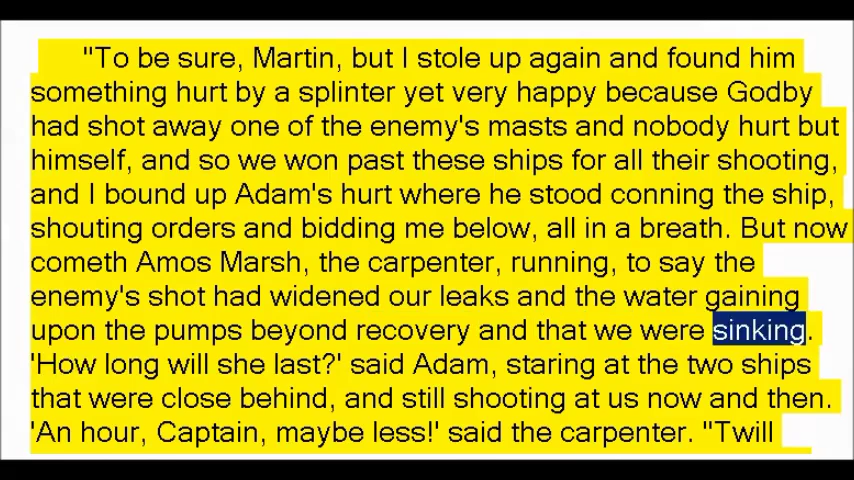 "To be sure, Martin, but I stole up again and found him
something hurt by a splinter yet very happy because Godby
had shot away one of the enemy's masts and nobody hurt but
himself, and so we won past these ships for all their shooting,
and I bound up Adam's hurt where he stood conning the ship,
shouting orders and bidding me below, all in a breath. But now
cometh Amos Marsh, the carpenter, running, to say the
enemy's shot had widened our leaks and the water gaining
upon the pumps beyond recovery and that we were sinking.
'How long will she last?' said Adam, staring at the two ships
that were close behind, and still shooting at us now and then.
'An hour, Captain, maybe less!' said the carpenter. "Twill